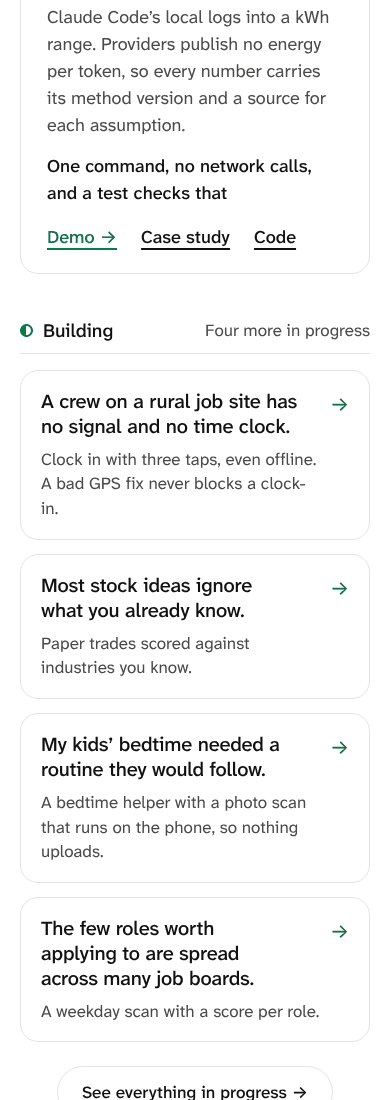 Claude Code’s local logs into a kWh
range. Providers publish no energy
per token, so every number carries
its method version and a source for
each assumption.
One command, no network calls,
and a test checks that
Demo → Case study Code
Building Four more in progress
A crew on a rural job site has →
no signal and no time clock.
Clock in with three taps, even offline.
A bad GPS fix never blocks a clock-
in.
Most stock ideas ignore →
what you already know.
Paper trades scored against
industries you know.
My kids’ bedtime needed a →
routine they would follow.
A bedtime helper with a photo scan
that runs on the phone, so nothing
uploads.
The few roles worth →
applying to are spread
across many job boards.
A weekday scan with a score per role.
See everything in progress →